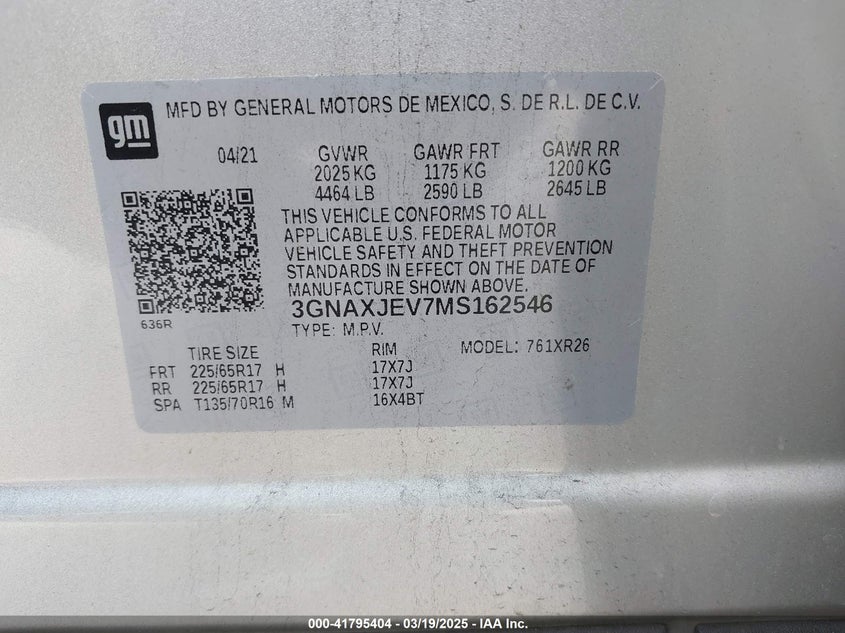 gm
MFD BY GENERAL MOTORS DE MEXICO, S. DE R.L. DE C.V.
04/21 GVWR GAWR FRT GAWR RR
2025 KG 1175 KG 1200 KG
4464 LB 2590 LB 2645 LB
THIS VEHICLE CONFORMS TO ALL
APPLICABLE U.S. FEDERAL MOTOR
VEHICLE SAFETY AND THEFT PREVENTION
STANDARDS IN EFFECT ON THE DATE OF
MANUFACTURE SHOWN ABOVE.
3GNAXJEV7MS162546
636R
TYPE: M.P.V.
TIRE SIZE RIM MODEL: 761XR26
FRT 225/65R17 H 17X7J
RR 225/65R17 H 17X7J
SPA T135/70R16 M 16X4BT
000-41795404 | 03/19/2025 | IAA Inc.